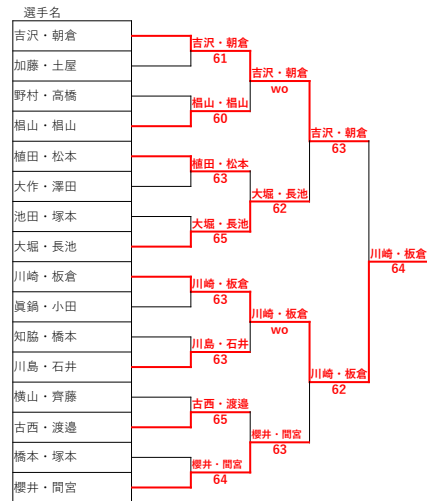 選手名
吉沢・朝倉
加藤・土屋
野村・高橋
椙山・椙山
植田・松本
大作・澤田
池田・塚本
大堀・長池
川崎・板倉
眞鍋・小田
知脇・橋本
川島・石井
横山・齊藤
古西・渡邉
橋本・塚本
櫻井・間宮
吉沢・朝倉
61
椙山・椙山
60
植田・松本
63
大堀・長池
65
川崎・板倉
63
川島・石井
63
古西・渡邉
65
櫻井・間宮
64
吉沢・朝倉
wo
大堀・長池
62
川崎・板倉
wo
櫻井・間宮
63
吉沢・朝倉
63
川崎・板倉
62
川崎・板倉
64